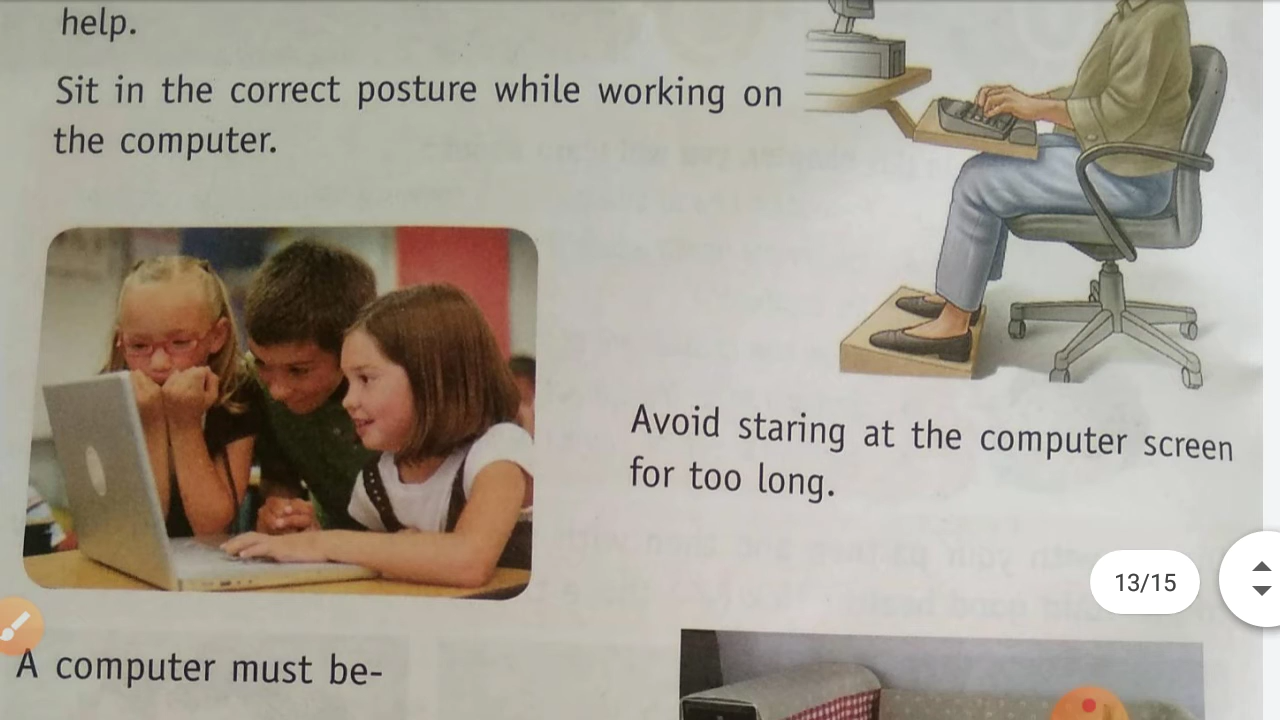 help.
Sit in the correct posture while working on
the computer.
Avoid staring at the computer screen
for too long.
13/15
A computer must be-